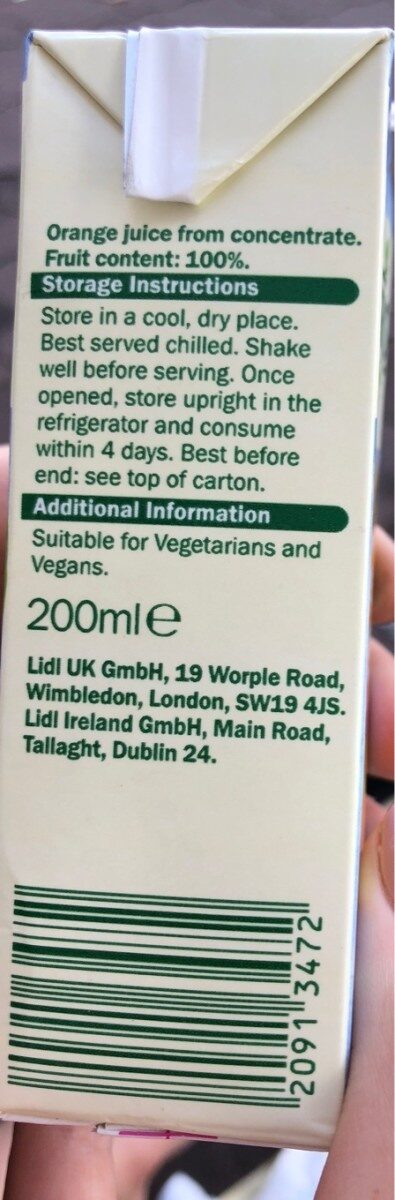 Orange juice from concentrate.
Fruit content: 100%.
Storage Instructions
Store in a cool, dry place.
Best served chilled. Shake
well before serving. Once
opened, store upright in the
refrigerator and consume
within 4 days. Best before
end: see top of carton.
Additional Information
Suitable for Vegetarians and
Vegans.
200ml℮
Lidl UK GmbH, 19 Worple Road,
Wimbledon, London, SW19 4JS.
Lidl Ireland GmbH, Main Road,
Tallaght, Dublin 24.
2091 3472